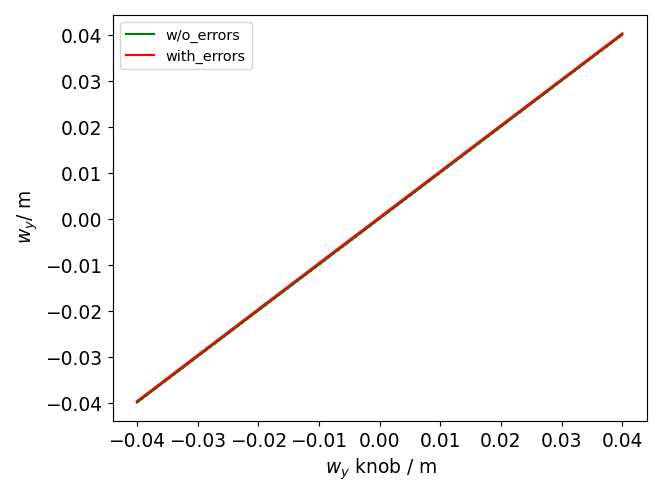 w/o_errors
with_errors
0.04
0.03
0.02
0.01
0.00
−0.01
−0.02
−0.03
−0.04
w_y/ m
−0.04 −0.03 −0.02 −0.01 0.00 0.01 0.02 0.03 0.04
w_y knob / m